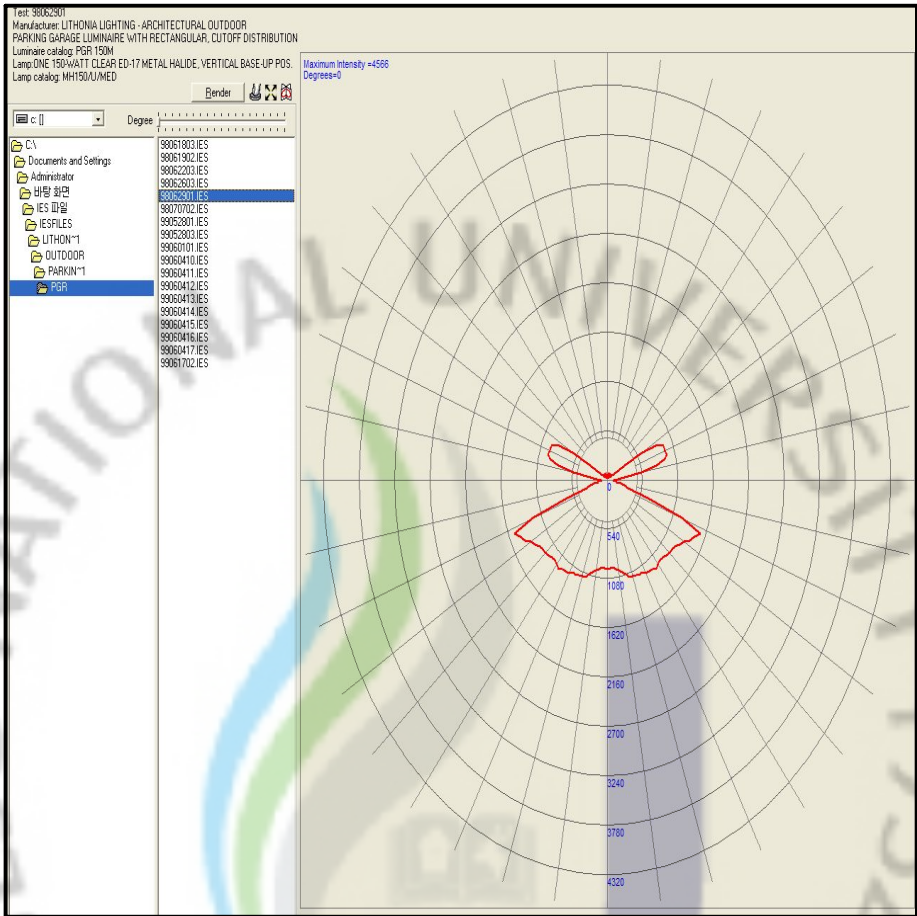 Test: 98062901
Manufacturer: LITHONIA LIGHTING - ARCHITECTURAL OUTDOOR
PARKING GARAGE LUMINAIRE WITH RECTANGULAR, CUTOFF DISTRIBUTION
Luminaire catalog: PGR 150M
Lamp:ONE 150-WATT CLEAR ED-17 METAL HALIDE, VERTICAL BASE-UP POS.
Lamp catalog: MH150/U/MED
Render
c: []
Degree
C:\
Documents and Settings
Administrator
바탕 화면
IES 파일
IESFILES
LITHON~1
OUTDOOR
PARKIN~1
PGR
98061803.IES
98061902.IES
98062203.IES
98062603.IES
98062901.IES
98070702.IES
99052801.IES
99052803.IES
99060101.IES
99060410.IES
99060411.IES
99060412.IES
99060413.IES
99060414.IES
99060415.IES
99060416.IES
99060417.IES
99061702.IES
Maximum Intensity =4566
Degrees=0
0
540
1080
1620
2160
2700
3240
3780
4320
NATIONAL UNIVERSITY